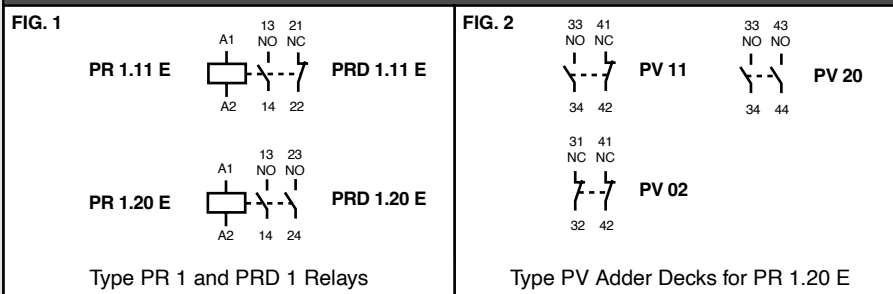 FIG. 1
13 21
A1 NO NC
PR 1.11 E PRD 1.11 E
A2 14 22
13 23
A1 NO NO
PR 1.20 E PRD 1.20 E
A2 14 24
Type PR 1 and PRD 1 Relays
FIG. 2
33 41
NO NC
PV 11
34 42
33 43
NO NO
PV 20
34 44
31 41
NC NC
PV 02
32 42
Type PV Adder Decks for PR 1.20 E